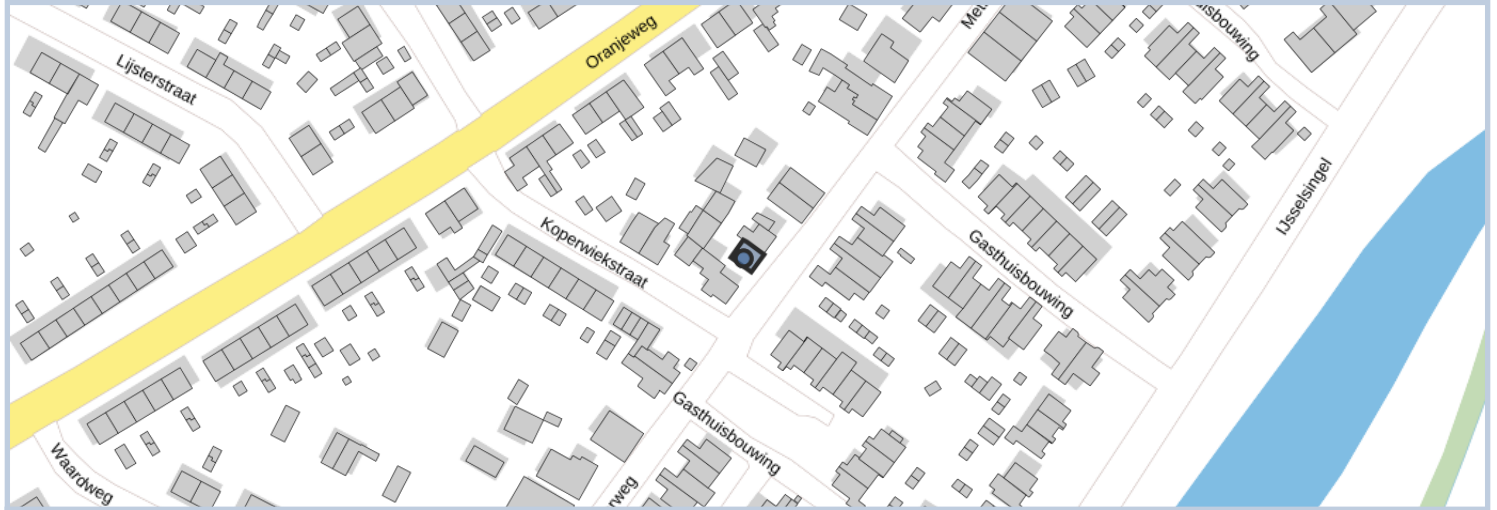 Oranjeweg
Lijsterstraat
IJsselsingel
Koperwiekstraat
Gasthuisbouwing
Gasthuisbouwing
Waardweg